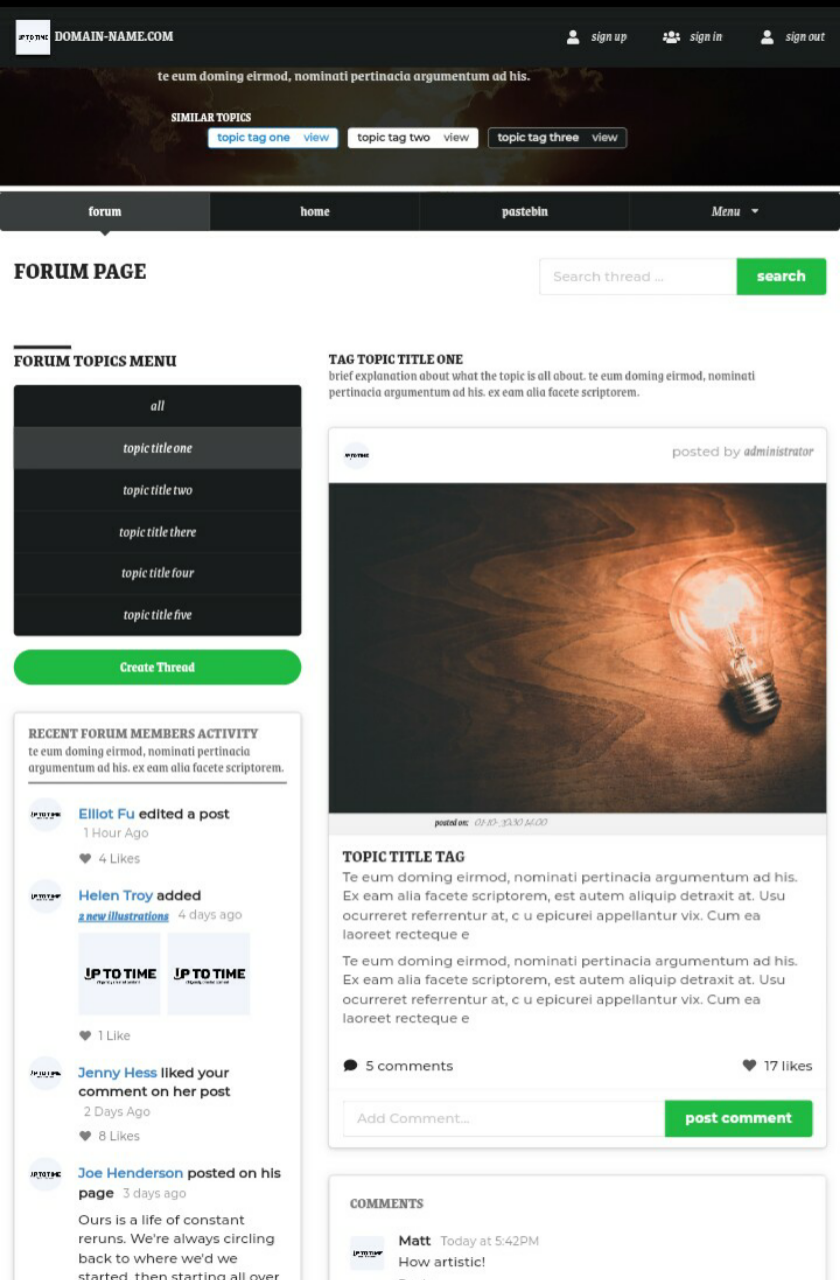 UP TO TIME DOMAIN-NAME.COM
sign up
sign in
sign out
te eum doming eirmod, nominati pertinacia argumentum ad his.
SIMILAR TOPICS
topic tag one view
topic tag two view
topic tag three view
forum
home
pastebin
Menu
FORUM PAGE
Search thread ...
search
FORUM TOPICS MENU
all
topic title one
topic title two
topic title there
topic title four
topic title five
Create Thread
RECENT FORUM MEMBERS ACTIVITY
te eum doming eirmod, nominati pertinacia
argumentum ad his. ex eam alia facete scriptorem.
Elliot Fu edited a post
1 Hour Ago
4 Likes
Helen Troy added
2 new illustrations 4 days ago
UP TO TIME
UP TO TIME
1 Like
Jenny Hess liked your
comment on her post
2 Days Ago
8 Likes
Joe Henderson posted on his
page 3 days ago
Ours is a life of constant
reruns. We're always circling
back to where we'd we
started, then starting all over
TAG TOPIC TITLE ONE
brief explanation about what the topic is all about. te eum doming eirmod, nominati
pertinacia argumentum ad his. ex eam alia facete scriptorem.
posted by administrator
posted on:
TOPIC TITLE TAG
Te eum doming eirmod, nominati pertinacia argumentum ad his.
Ex eam alia facete scriptorem, est autem aliquip detraxit at. Usu
ocurreret referrentur at, c u epicurei appellantur vix. Cum ea
laoreet recteque e
Te eum doming eirmod, nominati pertinacia argumentum ad his.
Ex eam alia facete scriptorem, est autem aliquip detraxit at. Usu
ocurreret referrentur at, c u epicurei appellantur vix. Cum ea
laoreet recteque e
5 comments
17 likes
Add Comment...
post comment
COMMENTS
Matt Today at 5:42PM
How artistic!